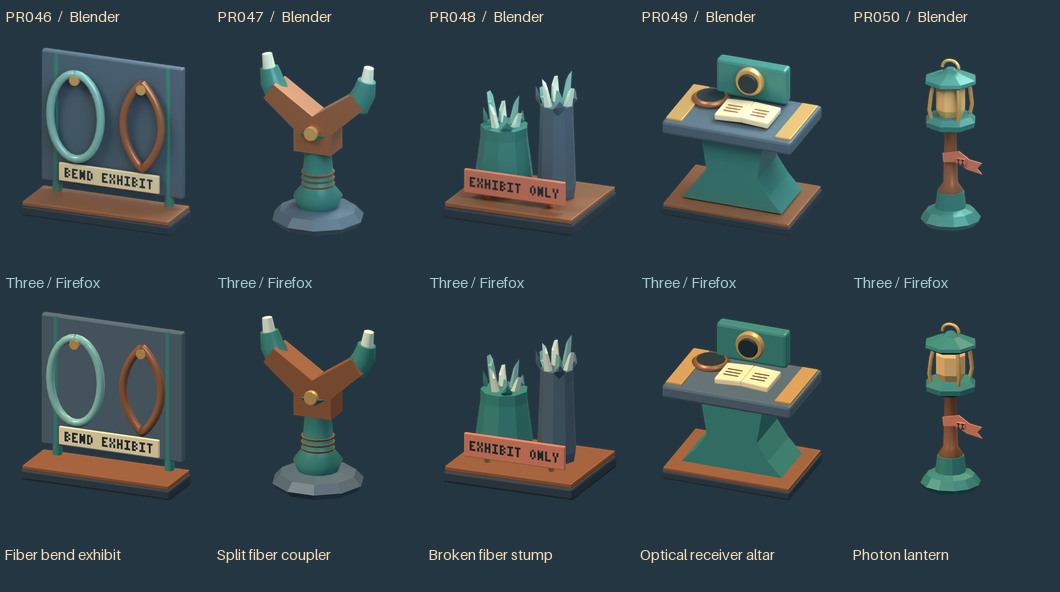 PR046 / Blender
PR047 / Blender
PR048 / Blender
PR049 / Blender
PR050 / Blender
BEND EXHIBIT
EXHIBIT ONLY
Three / Firefox
Three / Firefox
Three / Firefox
Three / Firefox
Three / Firefox
BEND EXHIBIT
EXHIBIT ONLY
Fiber bend exhibit
Split fiber coupler
Broken fiber stump
Optical receiver altar
Photon lantern